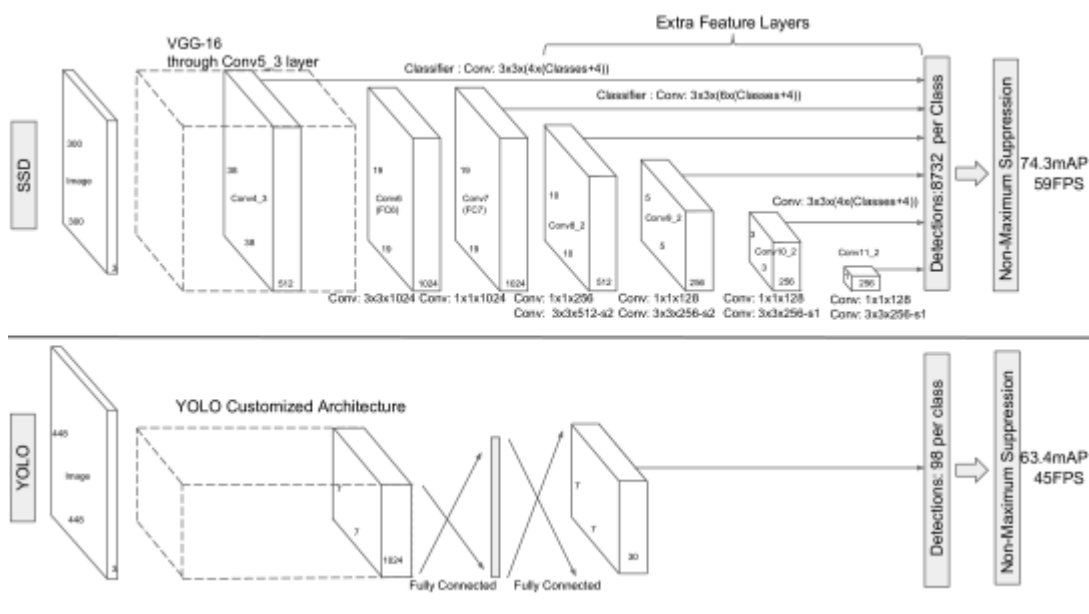 Extra Feature Layers
VGG-16
through Conv5_3 layer
Classifier : Conv: 3x3x(4x(Classes+4))
Classifier : Conv: 3x3x(6x(Classes+4))
SSD
300
Image
300
3
38
Conv4_3
38
512
19
Conv6
(FC6)
19
1024
19
Conv7
(FC7)
19
1024
10
Conv8_2
10
512
5
Conv9_2
5
256
Conv: 3x3x(4x(Classes+4))
3
Conv10_2
3
256
Conv11_2
1
256
Detections:8732 per Class
Non-Maximum Suppression
74.3mAP
59FPS
Conv: 3x3x1024
Conv: 1x1x1024
Conv: 1x1x256
Conv: 3x3x512-s2
Conv: 1x1x128
Conv: 3x3x256-s2
Conv: 1x1x128
Conv: 3x3x256-s1
Conv: 1x1x128
Conv: 3x3x256-s1
YOLO
448
Image
448
3
YOLO Customized Architecture
7
7
1024
Fully Connected
Fully Connected
7
7
30
Detections: 98 per class
Non-Maximum Suppression
63.4mAP
45FPS